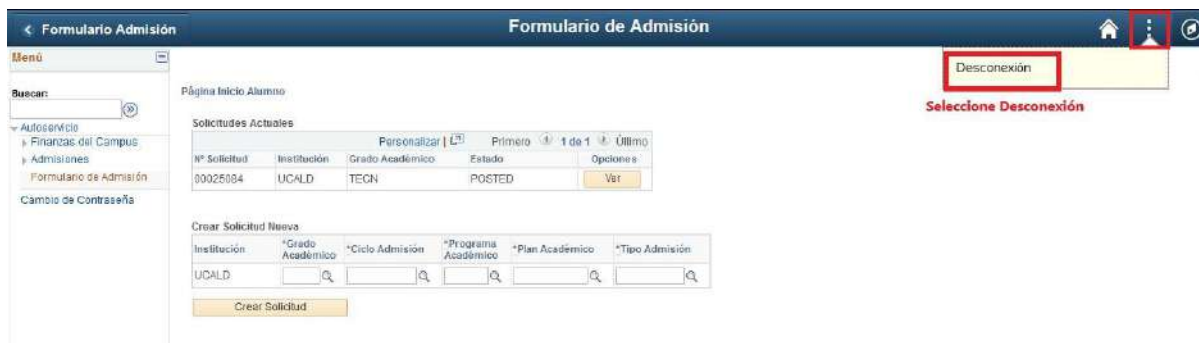 Formulario Admisión
Formulario de Admisión
Menú
Desconexión
Seleccione Desconexión
Buscar:
Autoservicio
Finanzas del Campus
Admisiones
Formulario de Admisión
Cambio de Contraseña
Página Inicio Alumno
Solicitudes Actuales
Personalizar | Primero 1 de 1 Último
Nº Solicitud Institución Grado Académico Estado Opciones
00025084 UCALD TECN POSTED Ver
Crear Solicitud Nueva
Institución *Grado Académico *Ciclo Admisión *Programa Académico *Plan Académico *Tipo Admisión
UCALD
Crear Solicitud